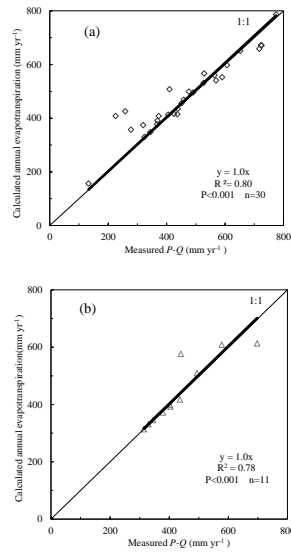 800
(a)
1:1
600
400
200
0
y = 1.0x
R² = 0.80
P<0.001 n=30
0 200 400 600 800
Calculated annual evapotranspiration (mm yr⁻¹)
Measured P-Q (mm yr⁻¹)
800
(b)
1:1
600
400
200
0
y = 1.0x
R² = 0.78
P<0.001 n=11
0 200 400 600 800
Calculated annual evapotranspiration(mm yr⁻¹)
Measured P-Q (mm yr⁻¹)